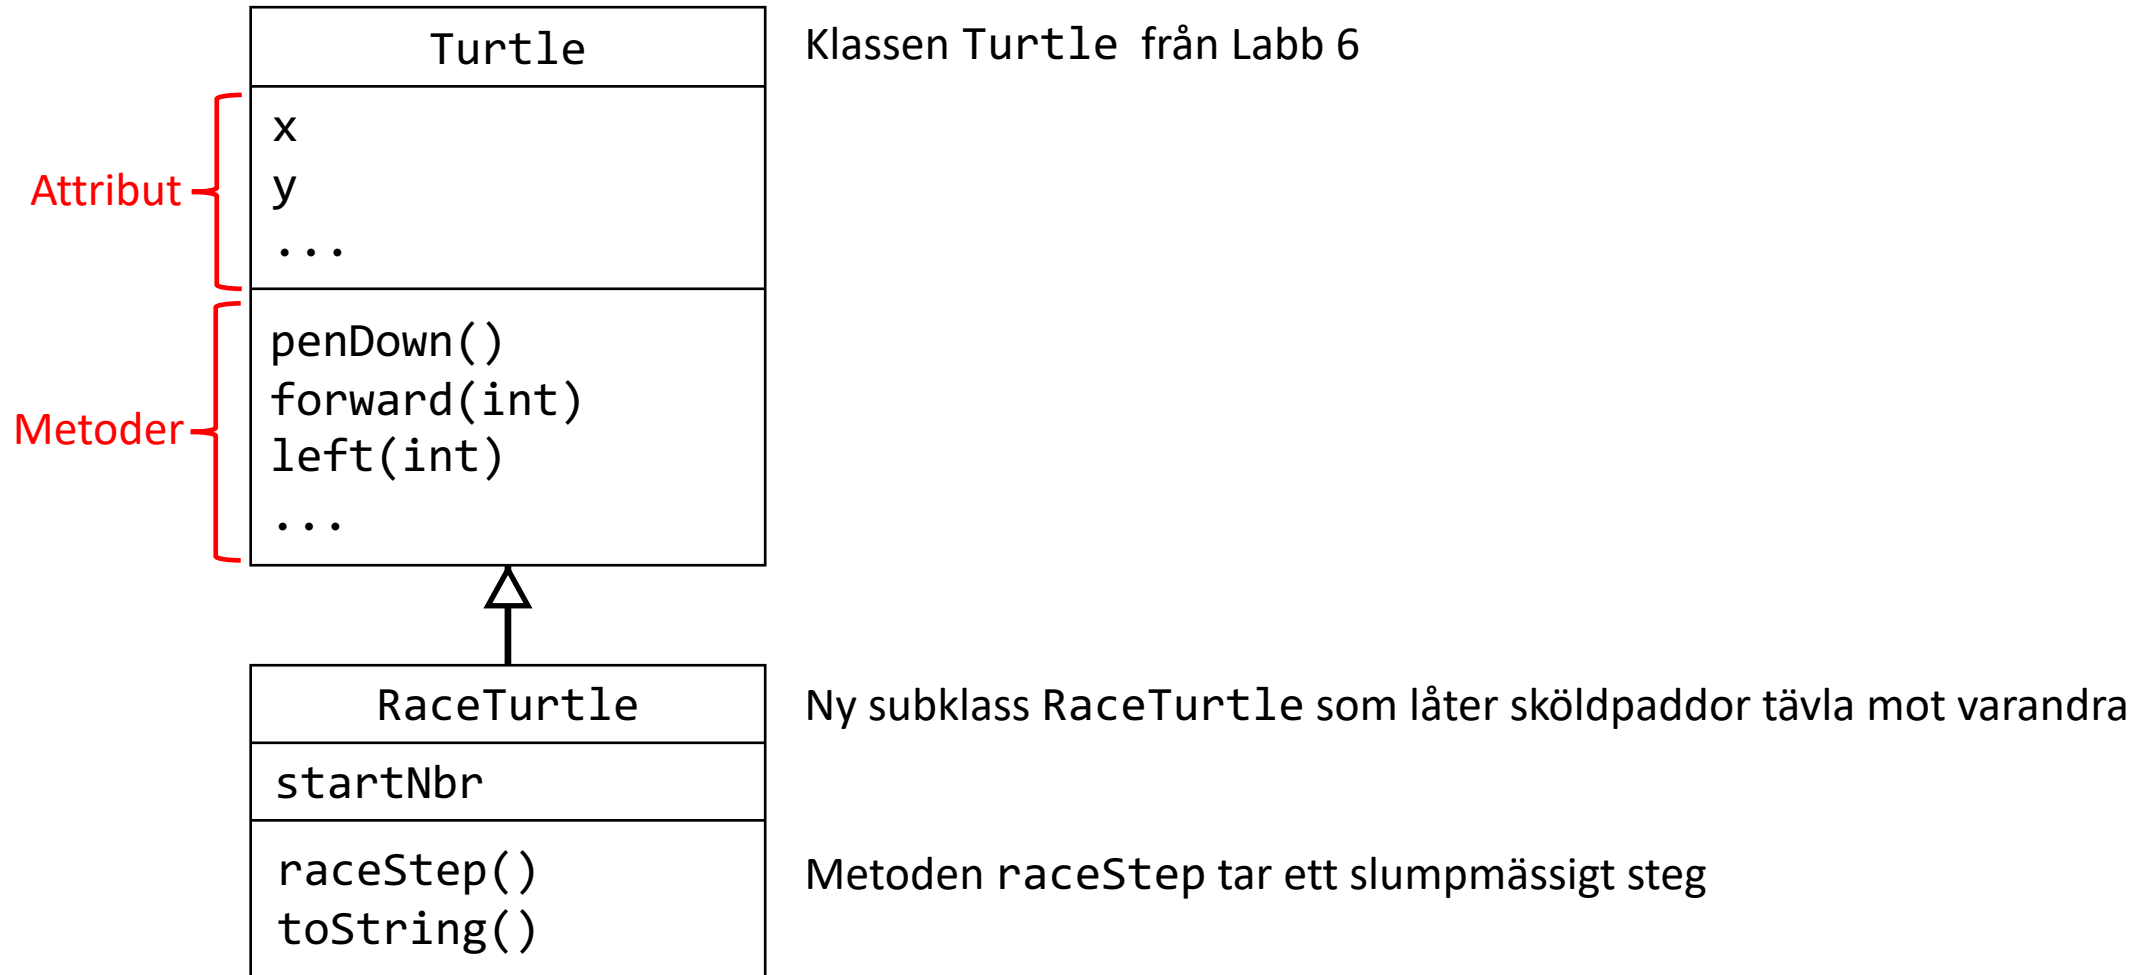 Turtle
Klassen Turtle från Labb 6
Attribut
x
y
...
Metoder
penDown()
forward(int)
left(int)
...
RaceTurtle
Ny subklass RaceTurtle som låter sköldpaddor tävla mot varandra
startNbr
raceStep()
Metoden raceStep tar ett slumpmässigt steg
toString()